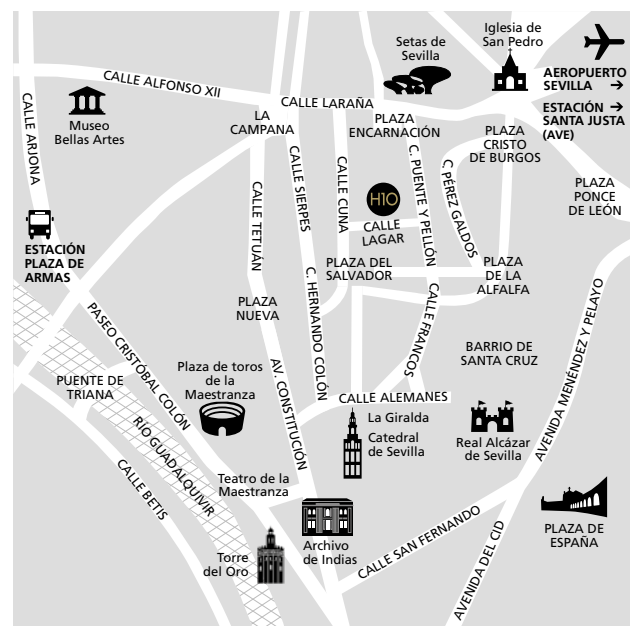 Iglesia de
San Pedro
Setas de
Sevilla
AEROPUERTO
SEVILLA →
ESTACIÓN →
SANTA JUSTA
(AVE)
CALLE ALFONSO XII
CALLE ARJONA
Museo
Bellas Artes
LA
CAMPANA
CALLE LARAÑA
PLAZA
ENCARNACIÓN
PLAZA
CRISTO
DE BURGOS
PLAZA
PONCE
DE LEÓN
CALLE TETUÁN
CALLE SIERPES
CALLE CUNA
H10
CALLE
LAGAR
C. PUENTE Y PELLÓN
C. PÉREZ GALDOS
ESTACIÓN
PLAZA DE
ARMAS
PLAZA DEL
SALVADOR
PLAZA
DE LA
ALFALFA
PLAZA
NUEVA
C. HERNANDO COLÓN
CALLE FRANCOS
BARRIO DE
SANTA CRUZ
AVENIDA MENÉNDEZ Y PELAYO
PASEO CRISTÓBAL COLÓN
PUENTE DE
TRIANA
Plaza de toros
de la
Maestranza
AV. CONSTITUCIÓN
CALLE ALEMANES
La Giralda
Catedral
de Sevilla
Real Alcázar
de Sevilla
RÍO GUADALQUIVIR
CALLE BETIS
Teatro de la
Maestranza
Archivo
de Indias
Torre
del Oro
CALLE SAN FERNANDO
AVENIDA DEL CID
PLAZA DE
ESPAÑA